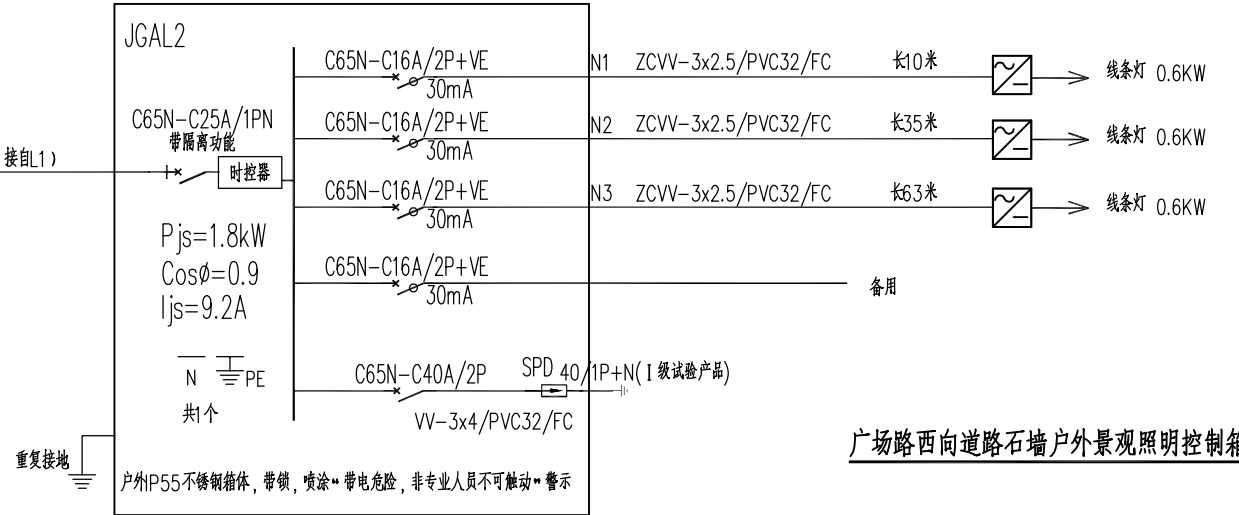 JGAL2
C65N-C16A/2P+VE
30mA
N1 ZCVV-3x2.5/PVC32/FC 长10米 线条灯 0.6KW
C65N-C25A/1PN
带隔离功能
C65N-C16A/2P+VE
30mA
N2 ZCVV-3x2.5/PVC32/FC 长35米 线条灯 0.6KW
接自L1)
时控器
C65N-C16A/2P+VE
30mA
N3 ZCVV-3x2.5/PVC32/FC 长63米 线条灯 0.6KW
Pjs=1.8kW
Cosø=0.9
Ijs=9.2A
C65N-C16A/2P+VE
30mA
备用
N
PE
共1个
C65N-C40A/2P
SPD 40/1P+N(I级试验产品)
VV-3x4/PVC32/FC
重复接地
户外IP55不锈钢箱体,带锁,喷涂"带电危险,非专业人员不可触动"警示
广场路西向道路石墙户外景观照明控制箱